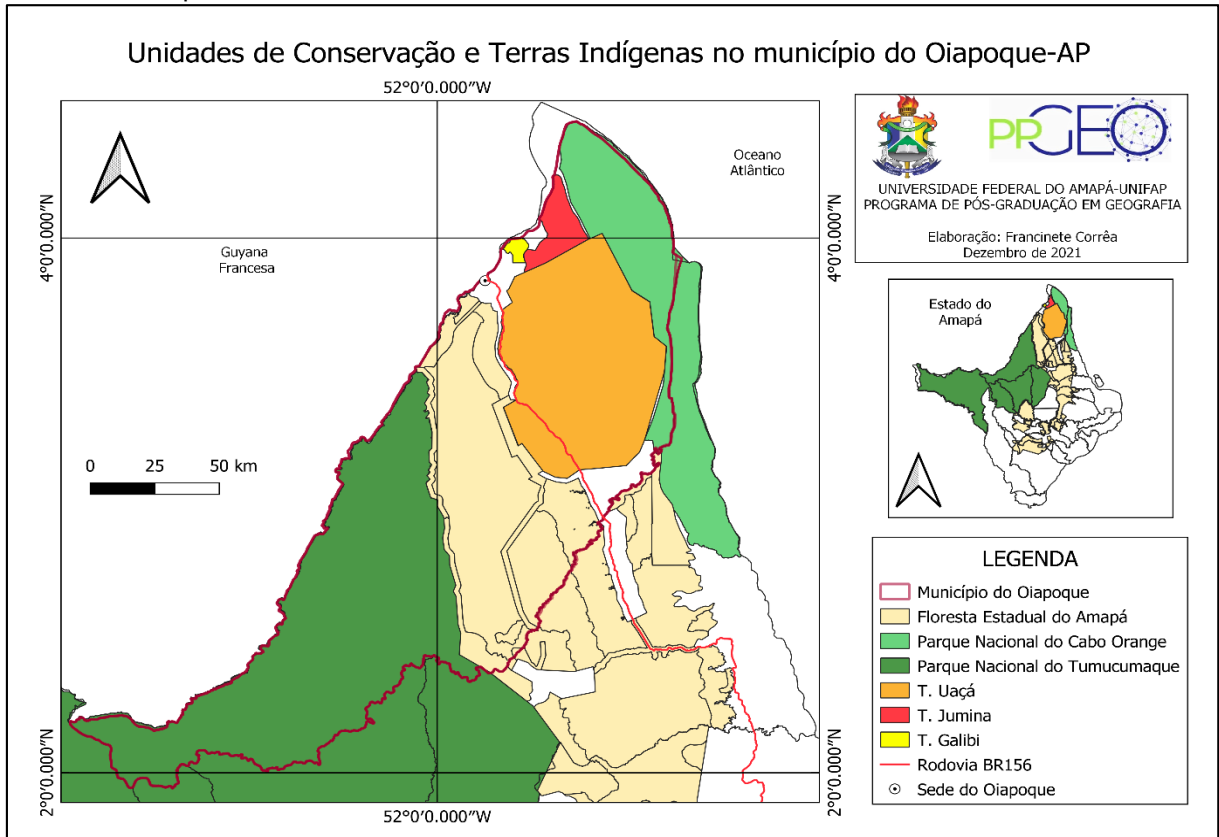 Unidades de Conservação e Terras Indígenas no município do Oiapoque-AP
52°0'0.000"W
Oceano
Atlântico
Guyana
Francesa
4°0'0.000"N
4°0'0.000"N
0 25 50 km
2°0'0.000"N
2°0'0.000"N
52°0'0.000"W
PPGEO
UNIVERSIDADE FEDERAL DO AMAPÁ-UNIFAP
PROGRAMA DE PÓS-GRADUAÇÃO EM GEOGRAFIA
Elaboração: Francinete Corrêa
Dezembro de 2021
Estado do
Amapá
LEGENDA
Município do Oiapoque
Floresta Estadual do Amapá
Parque Nacional do Cabo Orange
Parque Nacional do Tumucumaque
T. Uaçá
T. Jumina
T. Galibi
Rodovia BR156
Sede do Oiapoque